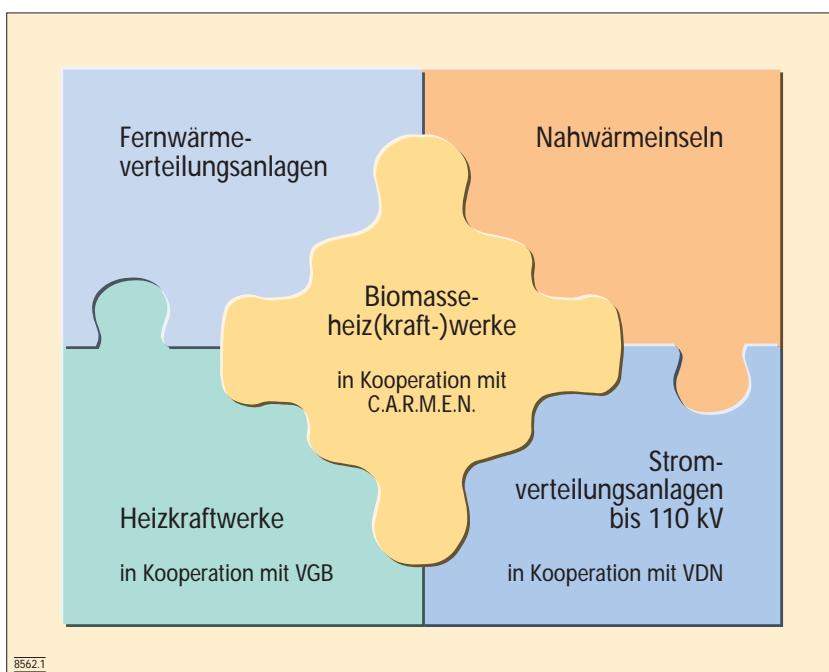 Fernwärme-
verteilungsanlagen
Nahwärmeinseln
Biomasse-
heiz(kraft-)werke
in Kooperation mit
C.A.R.M.E.N.
Heizkraftwerke
in Kooperation mit VGB
Strom-
verteilungsanlagen
bis 110 kV
in Kooperation mit VDN
8562.1